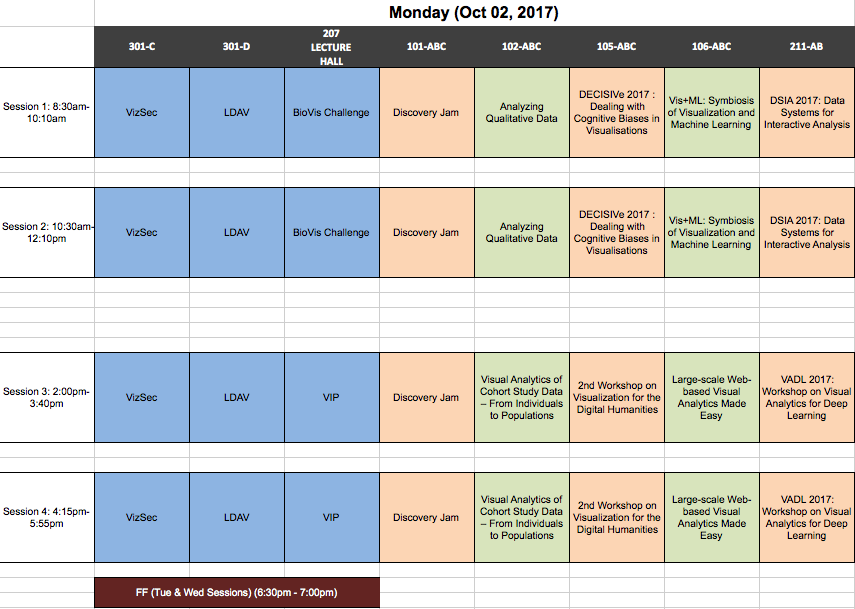 Monday (Oct 02, 2017)
301-C 301-D 207 LECTURE HALL 101-ABC 102-ABC 105-ABC 106-ABC 211-AB
Session 1: 8:30am-
10:10am
VizSec
LDAV
BioVis Challenge
Discovery Jam
Analyzing
Qualitative Data
DECISIVe 2017 :
Dealing with
Cognitive Biases in
Visualisations
Vis+ML: Symbiosis
of Visualization and
Machine Learning
DSIA 2017: Data
Systems for
Interactive Analysis
Session 2: 10:30am-
12:10pm
VizSec
LDAV
BioVis Challenge
Discovery Jam
Analyzing
Qualitative Data
DECISIVe 2017 :
Dealing with
Cognitive Biases in
Visualisations
Vis+ML: Symbiosis
of Visualization and
Machine Learning
DSIA 2017: Data
Systems for
Interactive Analysis
Session 3: 2:00pm-
3:40pm
VizSec
LDAV
VIP
Discovery Jam
Visual Analytics of
Cohort Study Data
– From Individuals
to Populations
2nd Workshop on
Visualization for the
Digital Humanities
Large-scale Web-
based Visual
Analytics Made
Easy
VADL 2017:
Workshop on Visual
Analytics for Deep
Learning
Session 4: 4:15pm-
5:55pm
VizSec
LDAV
VIP
Discovery Jam
Visual Analytics of
Cohort Study Data
– From Individuals
to Populations
2nd Workshop on
Visualization for the
Digital Humanities
Large-scale Web-
based Visual
Analytics Made
Easy
VADL 2017:
Workshop on Visual
Analytics for Deep
Learning
FF (Tue & Wed Sessions) (6:30pm - 7:00pm)